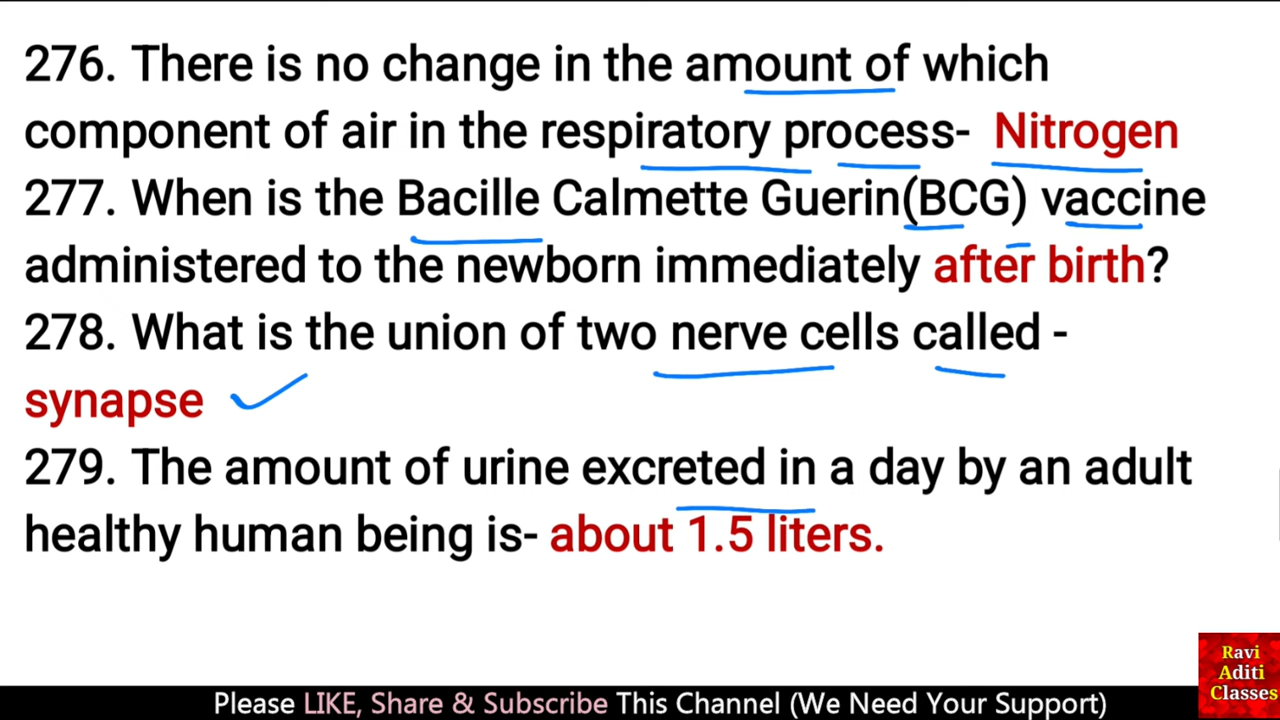 276. There is no change in the amount of which
component of air in the respiratory process- Nitrogen
277. When is the Bacille Calmette Guerin(BCG) vaccine
administered to the newborn immediately after birth?
278. What is the union of two nerve cells called -
synapse
279. The amount of urine excreted in a day by an adult
healthy human being is- about 1.5 liters.
Ravi
Aditi
Classes
Please LIKE, Share & Subscribe This Channel (We Need Your Support)